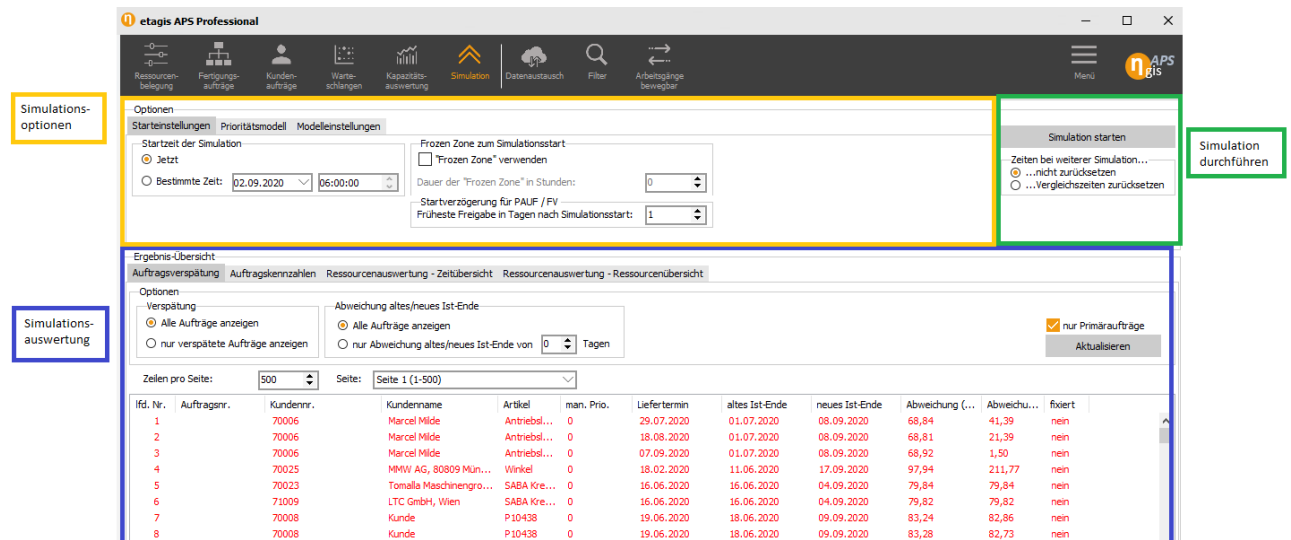 etagis APS Professional
Ressourcen-
belegung
Fertigungs-
aufträge
Kunden-
aufträge
Warte-
schlangen
Kapazitäts-
auswertung
Simulation
Datenaustausch
Filter
Arbeitsgänge
bewegbar
Menü
APS
gis
Simulations-
optionen
Optionen
Starteinstellungen Prioritätsmodell Modelleinstellungen
Startzeit der Simulation
Jetzt
Bestimmte Zeit: 02.09.2020 06:00:00
Frozen Zone zum Simulationsstart
"Frozen Zone" verwenden
Dauer der "Frozen Zone" in Stunden: 0
Startverzögerung für PAUF / FV
Früheste Freigabe in Tagen nach Simulationsstart: 1
Simulation starten
Zeiten bei weiterer Simulation...
...nicht zurücksetzen
...Vergleichszeiten zurücksetzen
Simulation
durchführen
Simulations-
auswertung
Ergebnis-Übersicht
Auftragsverspätung Auftragskennzahlen Ressourcenauswertung - Zeitübersicht Ressourcenauswertung - Ressourcenübersicht
Optionen
Verspätung
Alle Aufträge anzeigen
nur verspätete Aufträge anzeigen
Abweichung altes/neues Ist-Ende
Alle Aufträge anzeigen
nur Abweichung altes/neues Ist-Ende von 0 Tagen
nur Primäraufträge
Aktualisieren
Zeilen pro Seite: 500 Seite: Seite 1 (1-500)
lfd. Nr. Auftragsnr. Kundennr. Kundenname Artikel man. Prio. Liefertermin altes Ist-Ende neues Ist-Ende Abweichung (... Abweichu... fixiert
1 70006 Marcel Milde Antriebsl... 0 29.07.2020 01.07.2020 08.09.2020 68,84 41,39 nein
2 70006 Marcel Milde Antriebsl... 0 18.08.2020 01.07.2020 08.09.2020 68,81 21,39 nein
3 70006 Marcel Milde Antriebsl... 0 07.09.2020 01.07.2020 08.09.2020 68,92 1,50 nein
4 70025 MMW AG, 80809 Mün... Winkel 0 18.02.2020 11.06.2020 17.09.2020 97,94 211,77 nein
5 70023 Tomalla Maschinengro... SABA Kre... 0 16.06.2020 16.06.2020 04.09.2020 79,84 79,84 nein
6 71009 LTC GmbH, Wien SABA Kre... 0 16.06.2020 16.06.2020 04.09.2020 79,82 79,82 nein
7 70008 Kunde P10438 0 19.06.2020 18.06.2020 09.09.2020 83,24 82,86 nein
8 70008 Kunde P10438 0 19.06.2020 18.06.2020 09.09.2020 83,28 82,73 nein